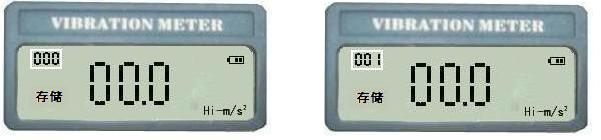 VIBRATION METER
000
存储 00.0
Hi-m/s²
VIBRATION METER
001
存储 00.0
Hi-m/s²